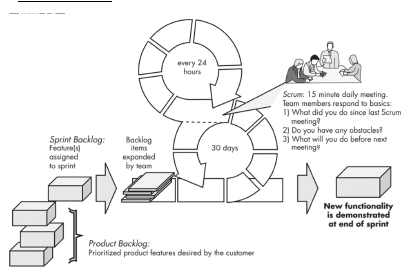 every 24
hours
Scrum: 15 minute daily meeting.
Team members respond to basics:
1) What did you do since last Scrum
meeting?
2) Do you have any obstacles?
3) What will you do before next
meeting?
Sprint Backlog:
Feature(s)
assigned
to sprint
Backlog
items
expanded
by team
30 days
New functionality
is demonstrated
at end of sprint
Product Backlog:
Prioritized product features desired by the customer